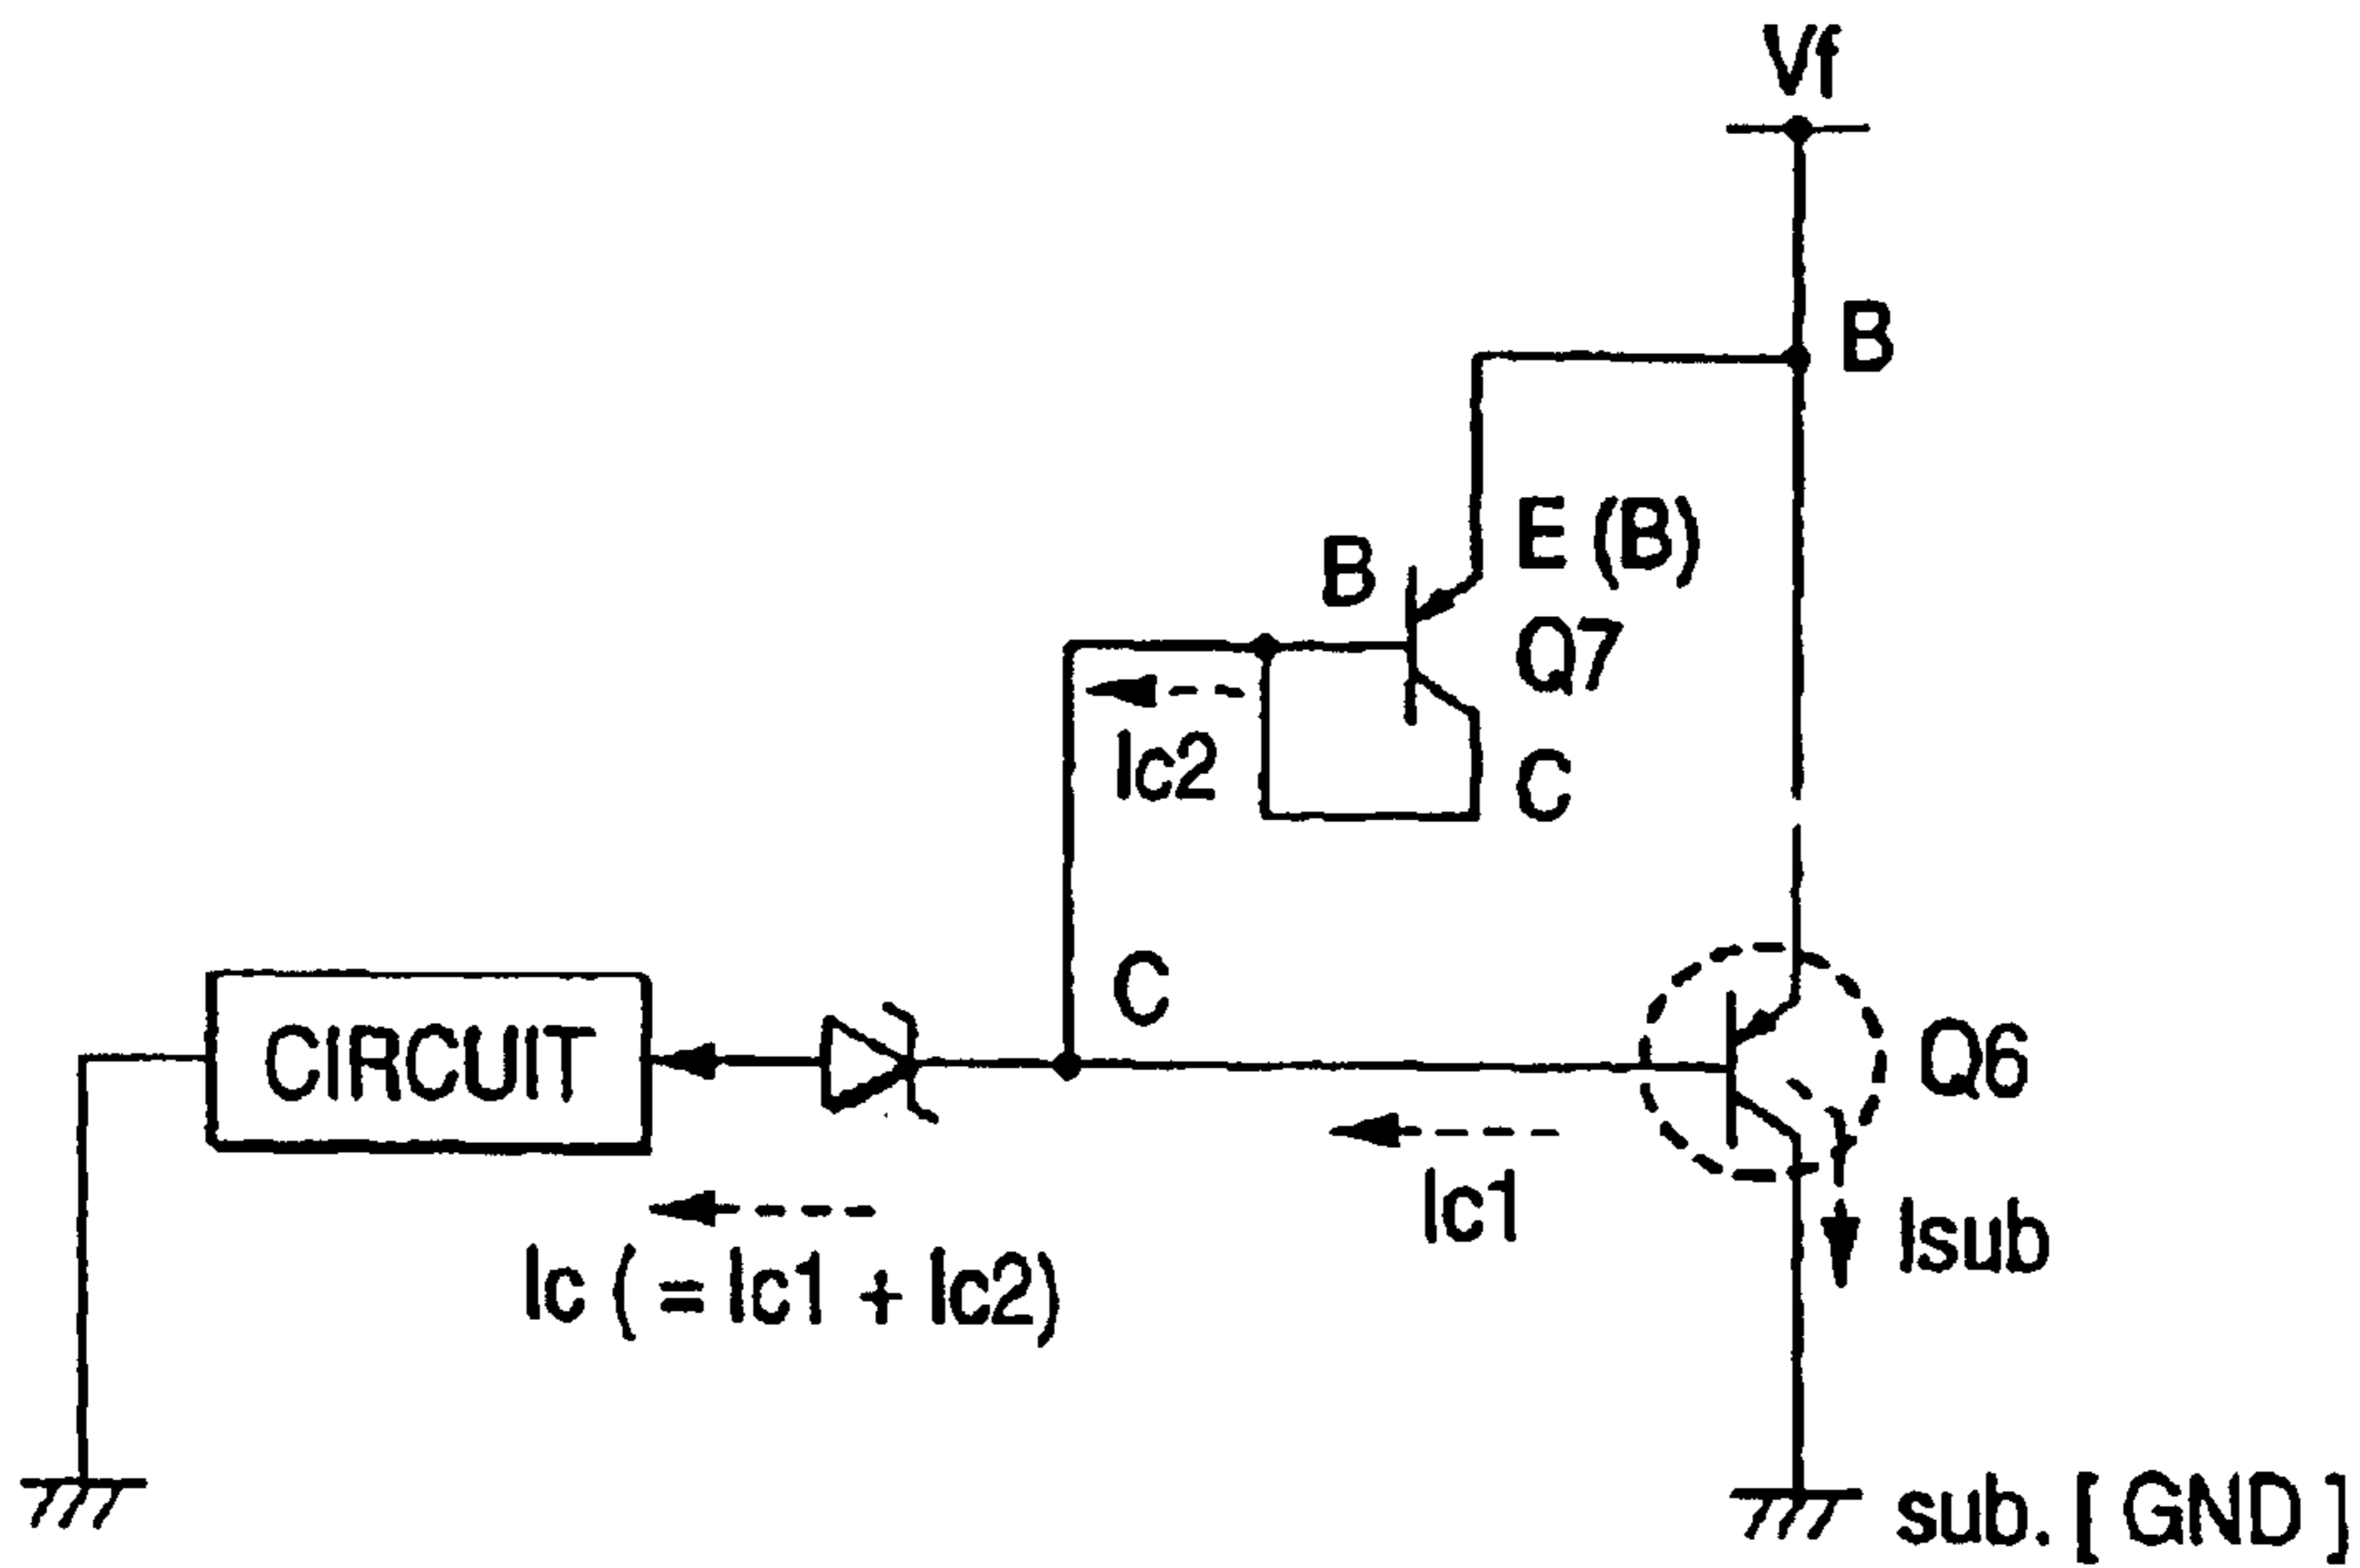 Vf
B
E (B)
B
Q7
Ic2
C
C
CIRCUIT
Q6
Ic1
Isub
Ic ( = Ic1 + Ic2)
sub. [ GND ]